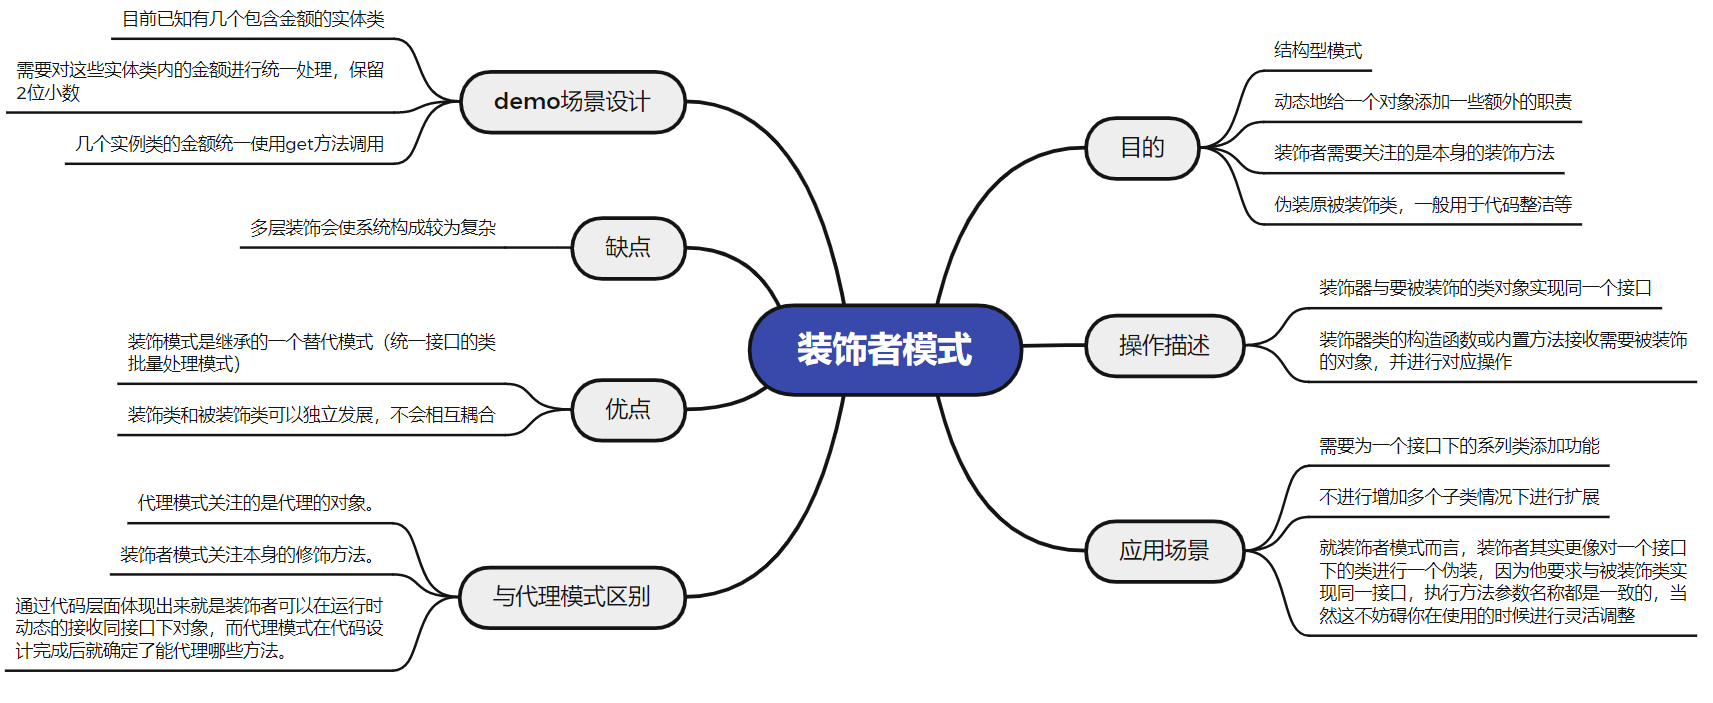 装饰者模式
目的
结构型模式
动态地给一个对象添加一些额外的职责
装饰者需要关注的是本身的装饰方法
伪装原被装饰类，一般用于代码整洁等
操作描述
装饰器与要被装饰的类对象实现同一个接口
装饰器类的构造函数或内置方法接收需要被装饰
的对象，并进行对应操作
应用场景
需要为一个接口下的系列类添加功能
不进行增加多个子类情况下进行扩展
就装饰者模式而言，装饰者其实更像对一个接口
下的类进行一个伪装，因为他要求与被装饰类实
现同一接口，执行方法参数名称都是一致的，当
然这不妨碍你在使用的时候进行灵活调整
demo场景设计
目前已知有几个包含金额的实体类
需要对这些实体类内的金额进行统一处理，保留
2位小数
几个实例类的金额统一使用get方法调用
缺点
多层装饰会使系统构成较为复杂
优点
装饰模式是继承的一个替代模式（统一接口的类
批量处理模式）
装饰类和被装饰类可以独立发展，不会相互耦合
与代理模式区别
代理模式关注的是代理的对象。
装饰者模式关注本身的修饰方法。
通过代码层面体现出来就是装饰者可以在运行时
动态的接收同接口下对象，而代理模式在代码设
计完成后就确定了能代理哪些方法。